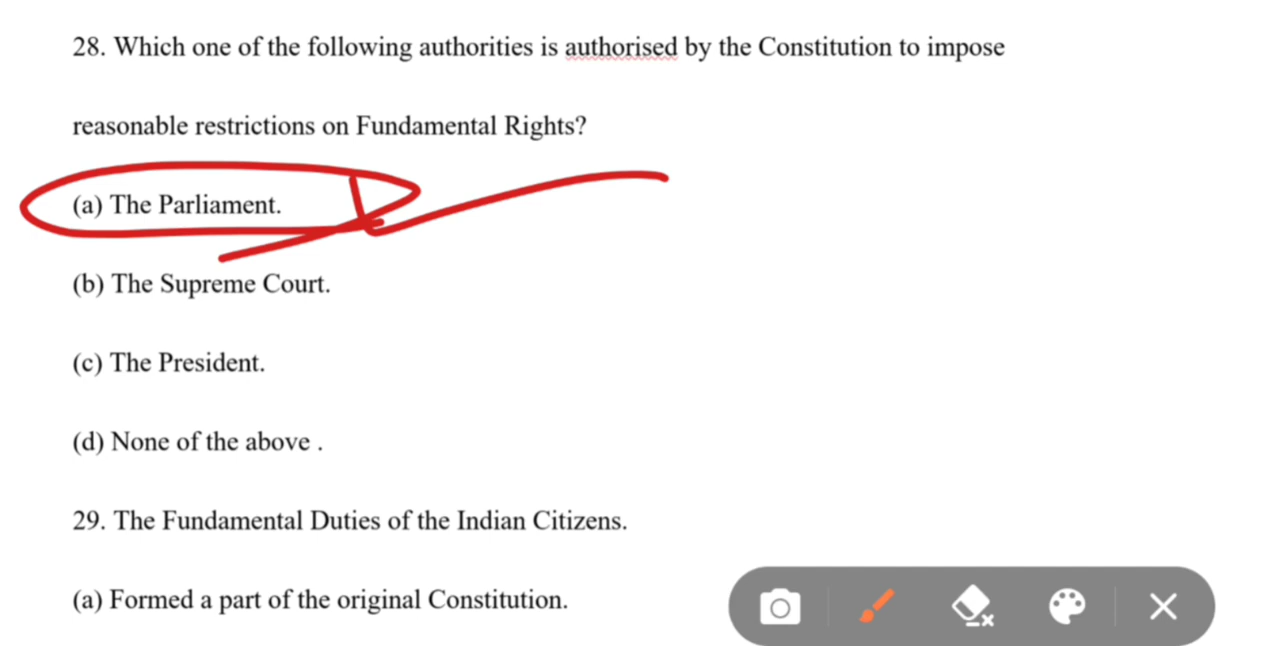 28. Which one of the following authorities is authorised by the Constitution to impose
reasonable restrictions on Fundamental Rights?
(a) The Parliament.
(b) The Supreme Court.
(c) The President.
(d) None of the above .
29. The Fundamental Duties of the Indian Citizens.
(a) Formed a part of the original Constitution.